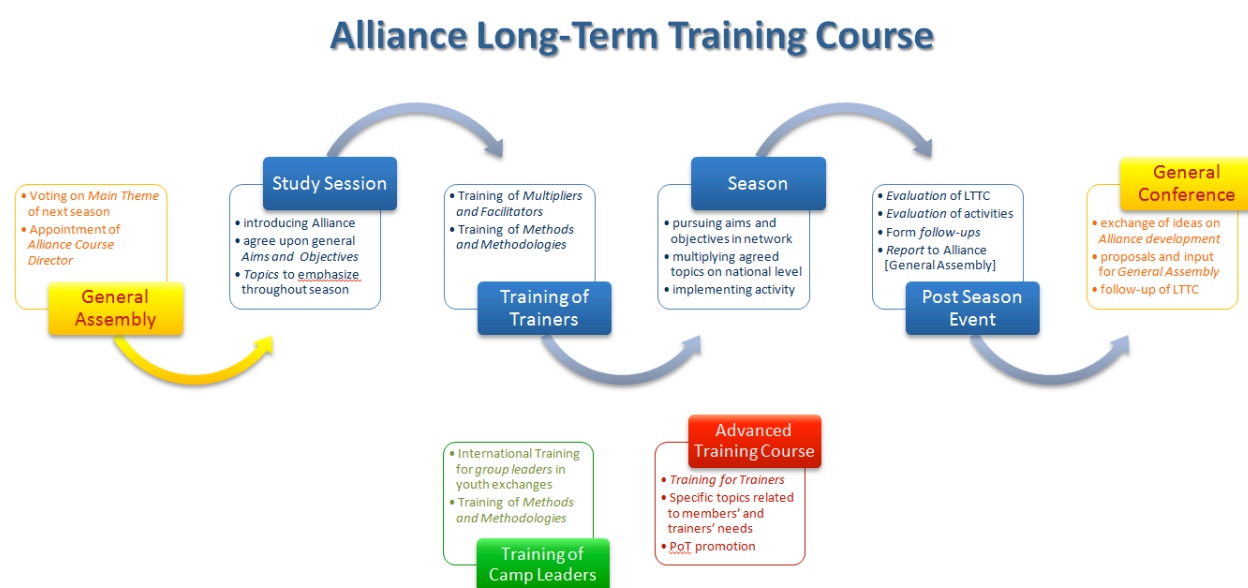 Alliance Long-Term Training Course
• Voting on Main Theme
of next season
• Appointment of
Alliance Course
Director
General
Assembly
Study Session
• introducing Alliance
• agree upon general
Aims and Objectives
• Topics to emphasize
throughout season
• Training of Multipliers
and Facilitators
• Training of Methods
and Methodologies
Training of
Trainers
Season
• pursuing aims and
objectives in network
• multiplying agreed
topics on national level
• implementing activity
• Evaluation of LTTC
• Evaluation of activities
• Form follow-ups
• Report to Alliance
[General Assembly]
Post Season
Event
General
Conference
• exchange of ideas on
Alliance development
• proposals and input
for General Assembly
• follow-up of LTTC
• International Training
for group leaders in
youth exchanges
• Training of Methods
and Methodologies
Training of
Camp Leaders
Advanced
Training Course
• Training for Trainers
• Specific topics related
to members' and
trainers' needs
• PoT promotion